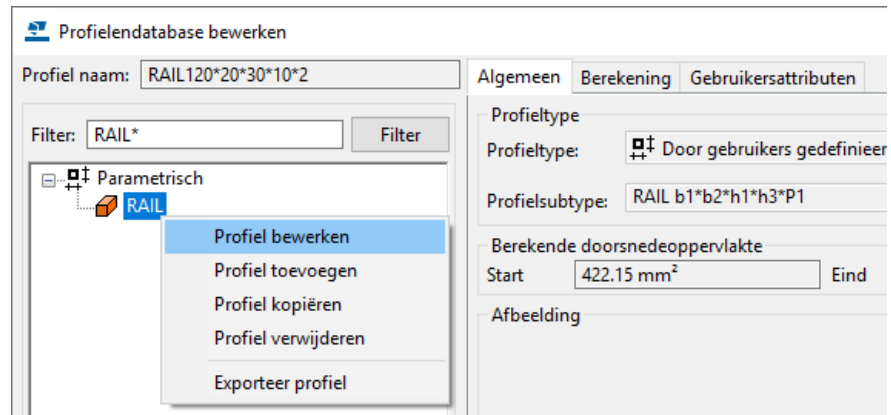 Profielendatabase bewerken
Profiel naam: RAIL120*20*30*10*2
Filter: RAIL* Filter
Parametrisch
RAIL
Profiel bewerken
Profiel toevoegen
Profiel kopiëren
Profiel verwijderen
Exporteer profiel
Algemeen Berekening Gebruikersattributen
Profieltype
Profieltype: Door gebruikers gedefinieer
Profielsubtype: RAIL b1*b2*h1*h3*P1
Berekende doorsnedeoppervlakte
Start 422.15 mm² Eind
Afbeelding